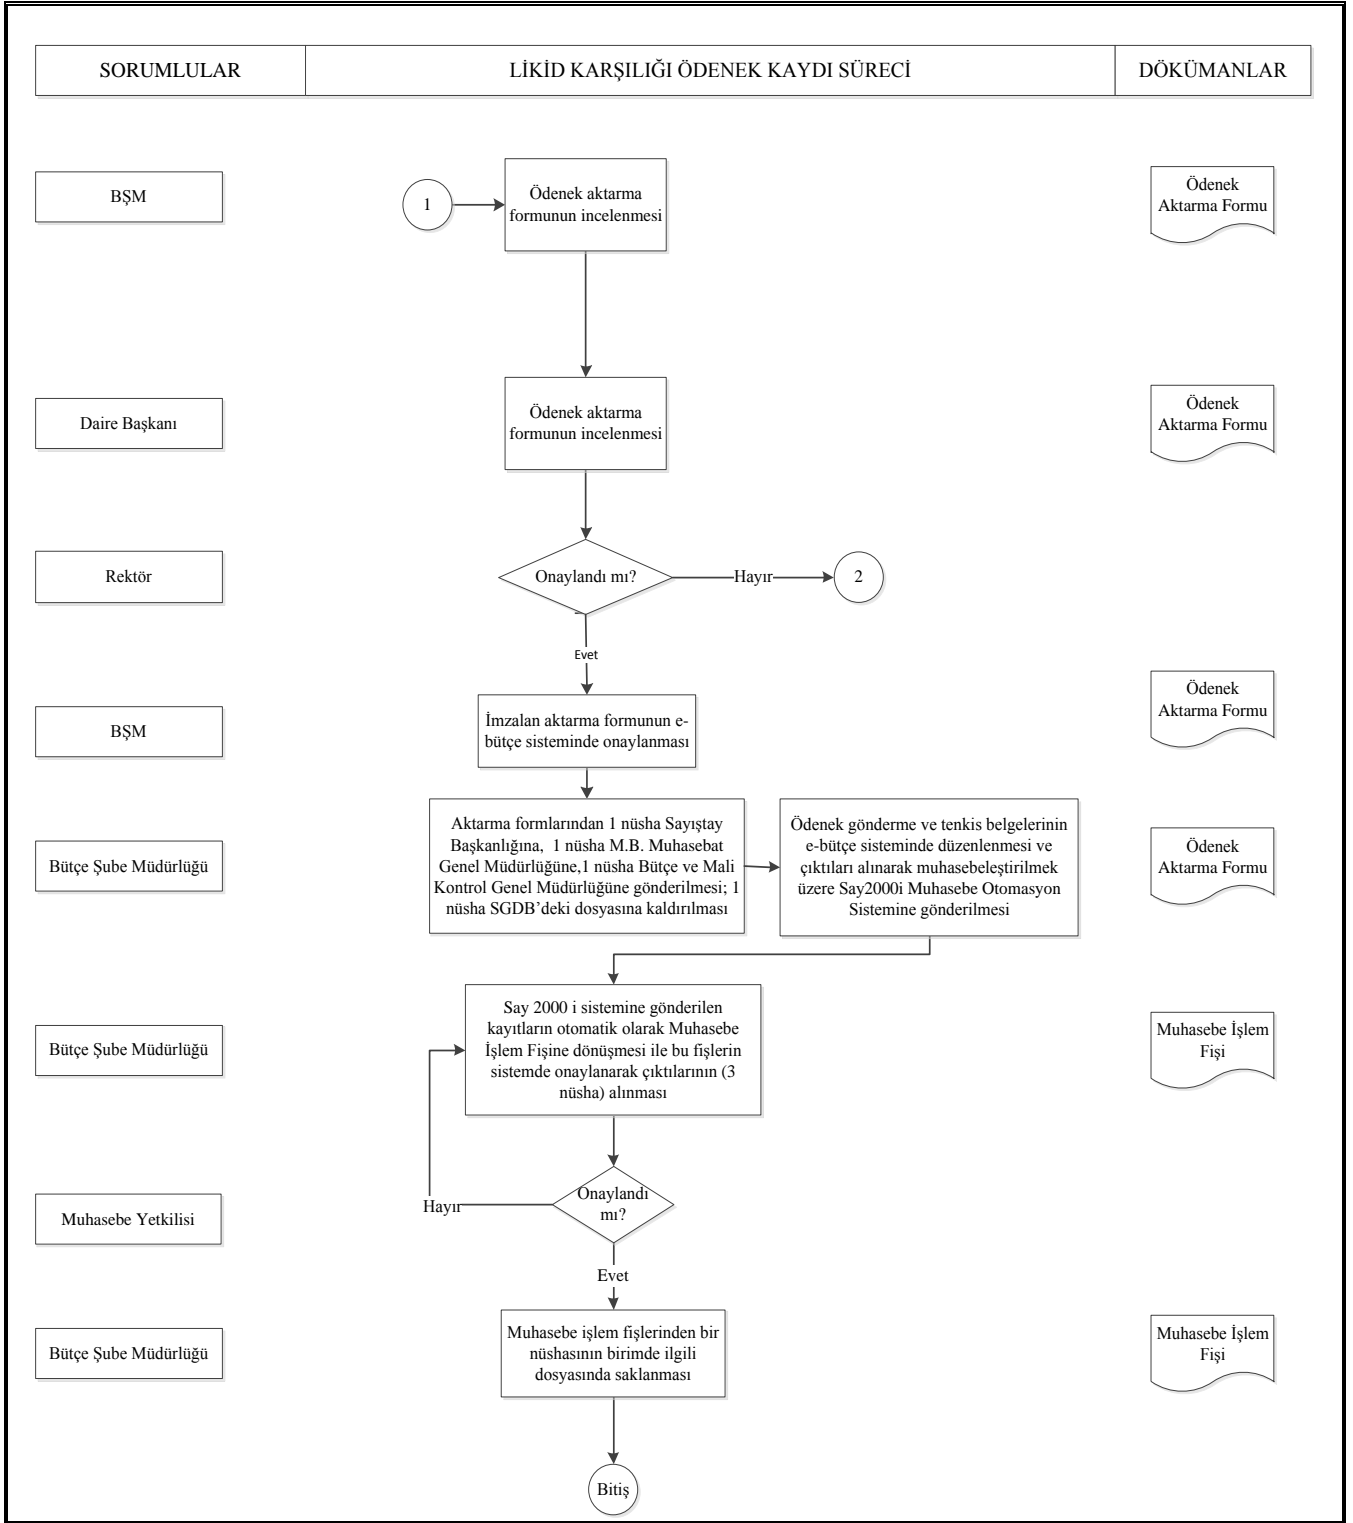 SORUMLULAR
LİKİD KARŞILIĞI ÖDENEK KAYDI SÜRECİ
DÖKÜMANLAR
BŞM
1
Ödenek aktarma
formunun incelenmesi
Ödenek
Aktarma Formu
Daire Başkanı
Ödenek aktarma
formunun incelenmesi
Ödenek
Aktarma Formu
Rektör
Onaylandı mı?
Hayır
2
Evet
BŞM
İmzalan aktarma formunun e-
bütçe sisteminde onaylanması
Ödenek
Aktarma Formu
Bütçe Şube Müdürlüğü
Aktarma formlarından 1 nüsha Sayıştay
Başkanlığına, 1 nüsha M.B. Muhasebat
Genel Müdürlüğüne,1 nüsha Bütçe ve Mali
Kontrol Genel Müdürlüğüne gönderilmesi; 1
nüsha SGDB’deki dosyasına kaldırılması
Ödenek gönderme ve tenkis belgelerinin
e-bütçe sisteminde düzenlenmesi ve
çıktıları alınarak muhasebeleştirilmek
üzere Say2000i Muhasebe Otomasyon
Sistemine gönderilmesi
Ödenek
Aktarma Formu
Bütçe Şube Müdürlüğü
Say 2000 i sistemine gönderilen
kayıtların otomatik olarak Muhasebe
İşlem Fişine dönüşmesi ile bu fişlerin
sistemde onaylanarak çıktılarının (3
nüsha) alınması
Muhasebe İşlem
Fişi
Muhasebe Yetkilisi
Hayır
Onaylandı
mı?
Evet
Bütçe Şube Müdürlüğü
Muhasebe işlem fişlerinden bir
nüshasının birimde ilgili
dosyasında saklanması
Muhasebe İşlem
Fişi
Bitiş